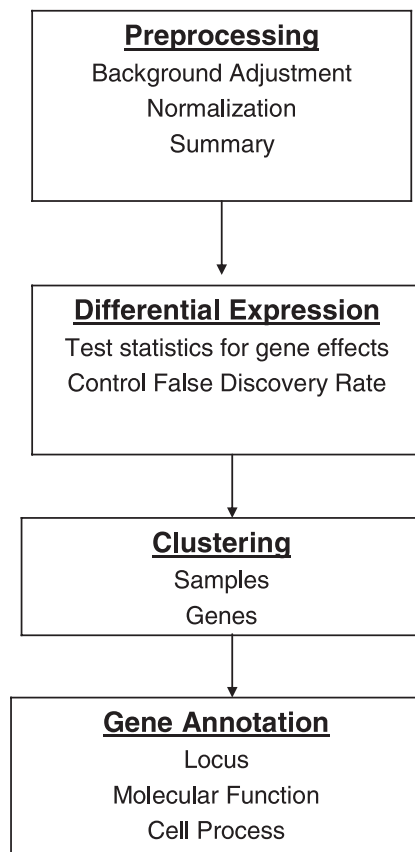 Preprocessing
Background Adjustment
Normalization
Summary
Differential Expression
Test statistics for gene effects
Control False Discovery Rate
Clustering
Samples
Genes
Gene Annotation
Locus
Molecular Function
Cell Process